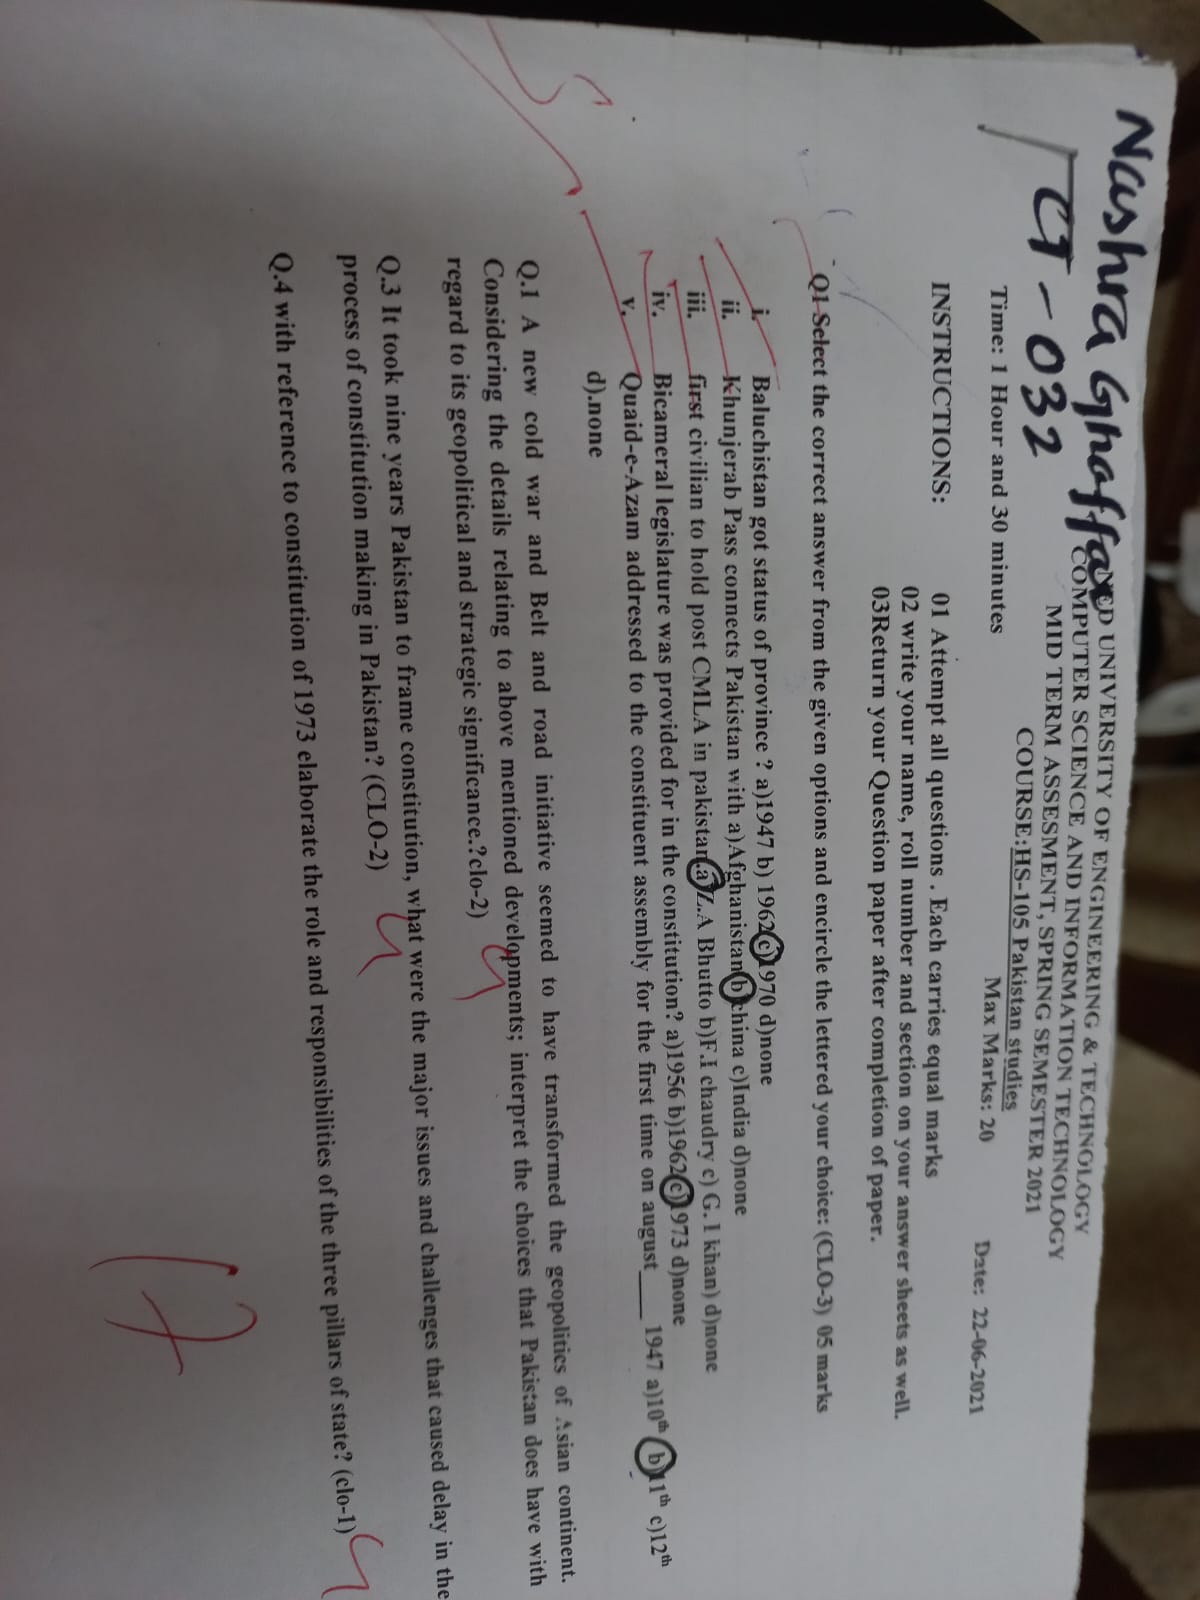 Nashra Ghaffar
CT-032
NED UNIVERSITY OF ENGINEERING & TECHNOLOGY
COMPUTER SCIENCE AND INFORMATION TECHNOLOGY
MID TERM ASSESMENT, SPRING SEMESTER 2021
COURSE:HS-105 Pakistan studies
Time: 1 Hour and 30 minutes Max Marks: 20 Date: 22-06-2021
INSTRUCTIONS: 01 Attempt all questions . Each carries equal marks
02 write your name, roll number and section on your answer sheets as well.
03Return your Question paper after completion of paper.
Q1 Select the correct answer from the given options and encircle the lettered your choice: (CLO-3) 05 marks
i. Baluchistan got status of province ? a)1947 b) 1962 c)1970 d)none
ii. Khunjerab Pass connects Pakistan with a)Afghanistan b)china c)India d)none
iii. first civilian to hold post CMLA in pakistan.a)Z.A Bhutto b)F.I chaudry c) G. I khan) d)none
iv. Bicameral legislature was provided for in the constitution? a)1956 b)1962 c)1973 d)none
v. Quaid-e-Azam addressed to the constituent assembly for the first time on august____ 1947 a)10th b)11th c)12th
d).none
5
Q.1 A new cold war and Belt and road initiative seemed to have transformed the geopolitics of Asian continent.
Considering the details relating to above mentioned developments; interpret the choices that Pakistan does have with
regard to its geopolitical and strategic significance.?clo-2) 4
Q.3 It took nine years Pakistan to frame constitution, what were the major issues and challenges that caused delay in the
process of constitution making in Pakistan? (CLO-2) 4
Q.4 with reference to constitution of 1973 elaborate the role and responsibilities of the three pillars of state? (clo-1) 4
17